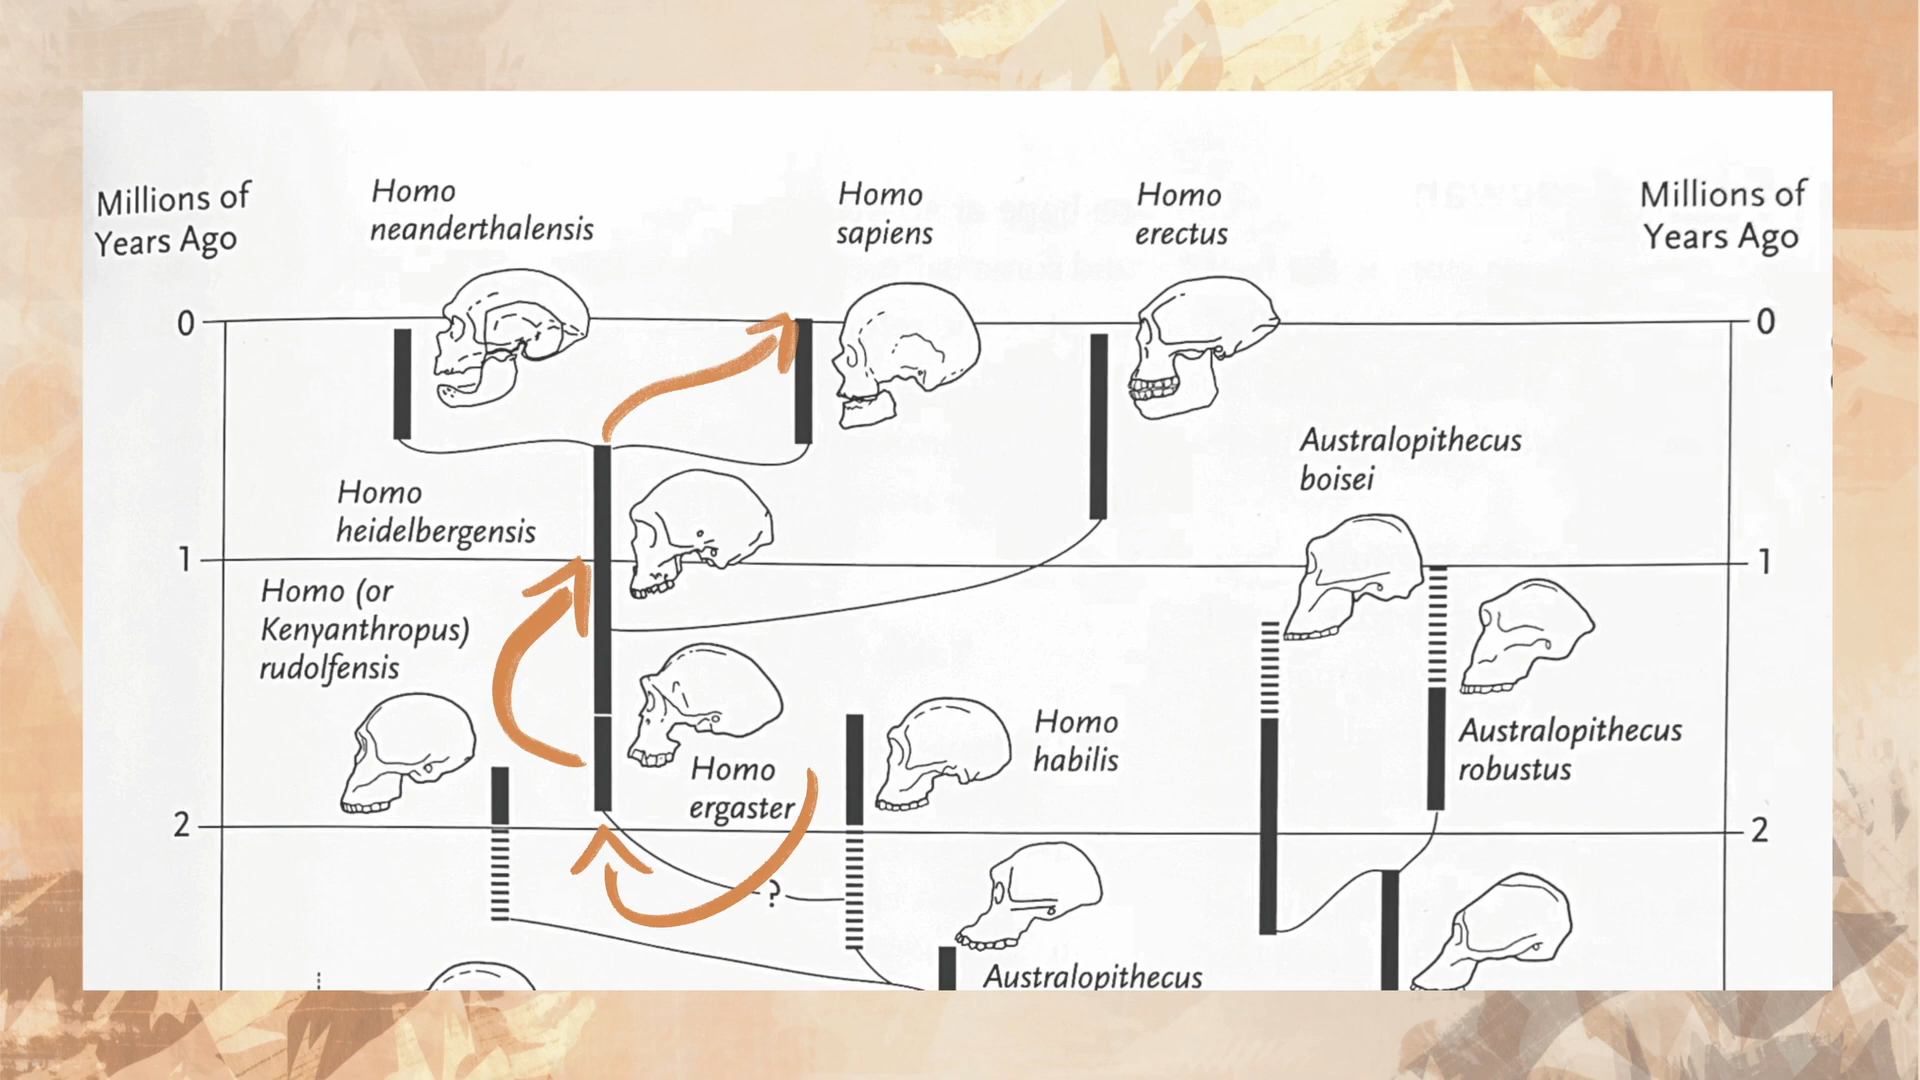 Millions of
Years Ago
Homo
neanderthalensis
Homo
sapiens
Homo
erectus
Millions of
Years Ago
0
0
Australopithecus
boisei
Homo
heidelbergensis
1
1
Homo (or
Kenyanthropus)
rudolfensis
Homo
ergaster
Homo
habilis
Australopithecus
robustus
2
2
?
Australopithecus